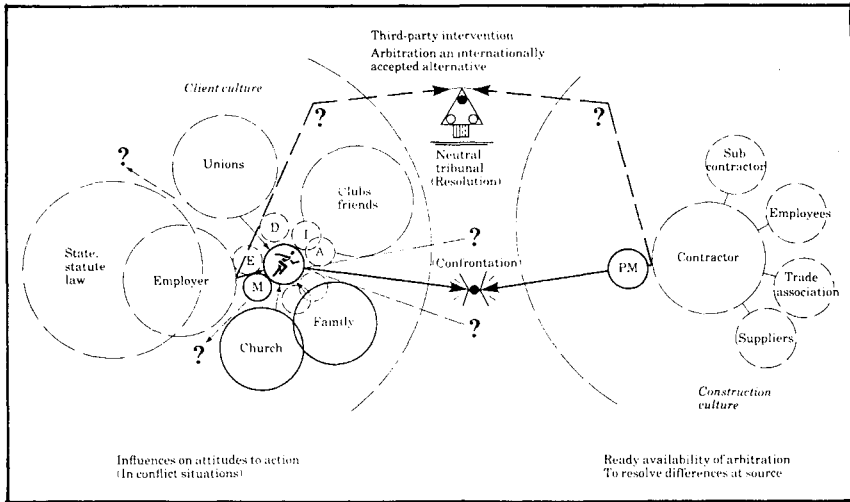 Third-party intervention
Arbitration an internationally
accepted alternative
Client culture
?
?
Neutral
tribunal
(Resolution)
Unions
?
Clubs
friends
Sub
contractor
Employees
D
I
A
?
State,
statute
law
Employer
E
M
(Confrontation)
PM
Contractor
Trade
association
?
Family
?
Church
Suppliers
Construction
culture
Influences on attitudes to action
(In conflict situations)
Ready availability of arbitration
To resolve differences at source